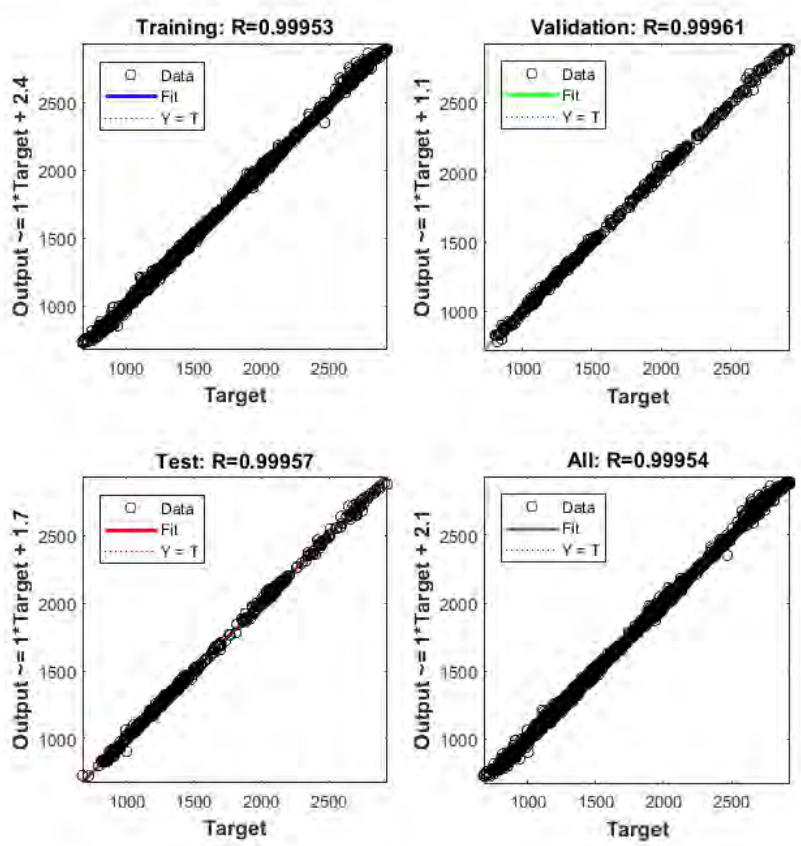 Training: R=0.99953
Output ~= 1*Target + 2.4
Data
Fit
Y = T
2500
2000
1500
1000
1000 1500 2000 2500
Target
Validation: R=0.99961
Output ~= 1*Target + 1.1
Data
Fit
Y = T
2500
2000
1500
1000
1000 1500 2000 2500
Target
Test: R=0.99957
Output ~= 1*Target + 1.7
Data
Fit
Y = T
2500
2000
1500
1000
1000 1500 2000 2500
Target
All: R=0.99954
Output ~= 1*Target + 2.1
Data
Fit
Y = T
2500
2000
1500
1000
1000 1500 2000 2500
Target